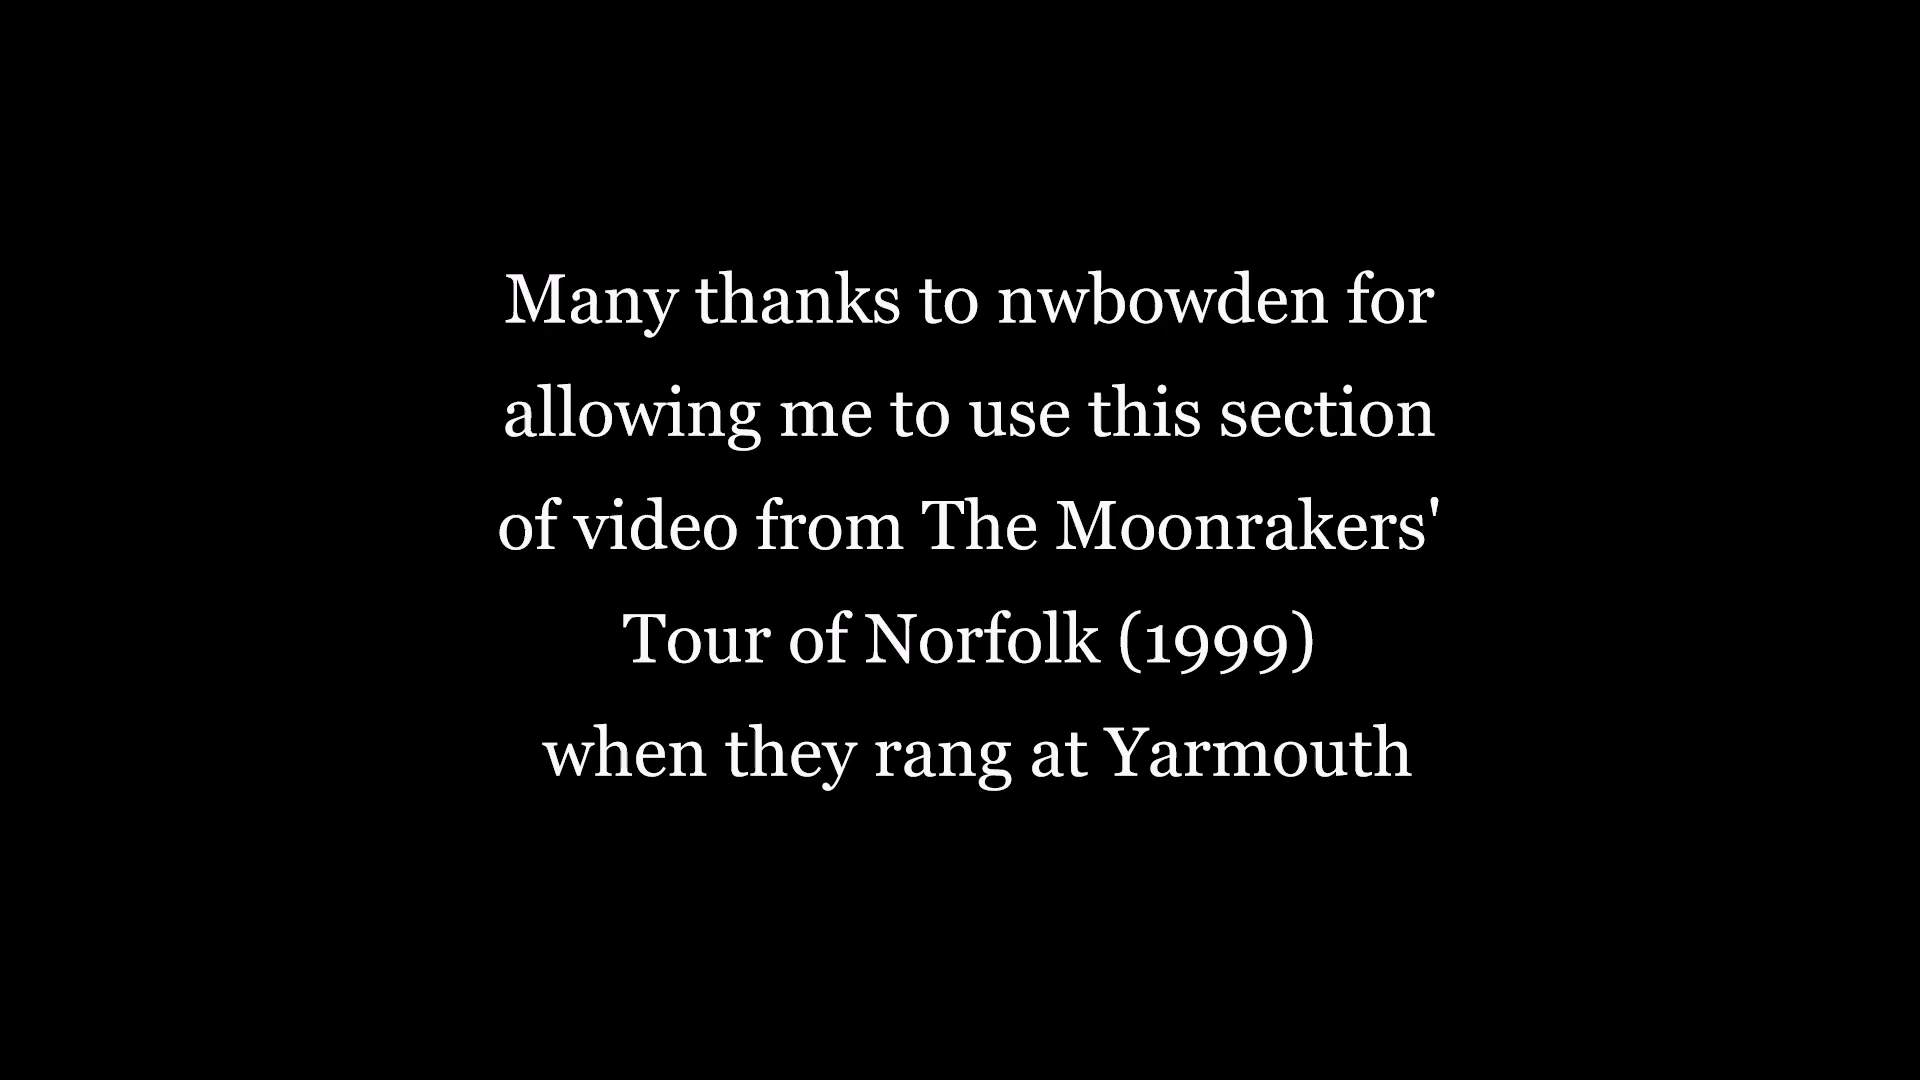 Many thanks to nwbowden for
allowing me to use this section
of video from The Moonrakers'
Tour of Norfolk (1999)
when they rang at Yarmouth